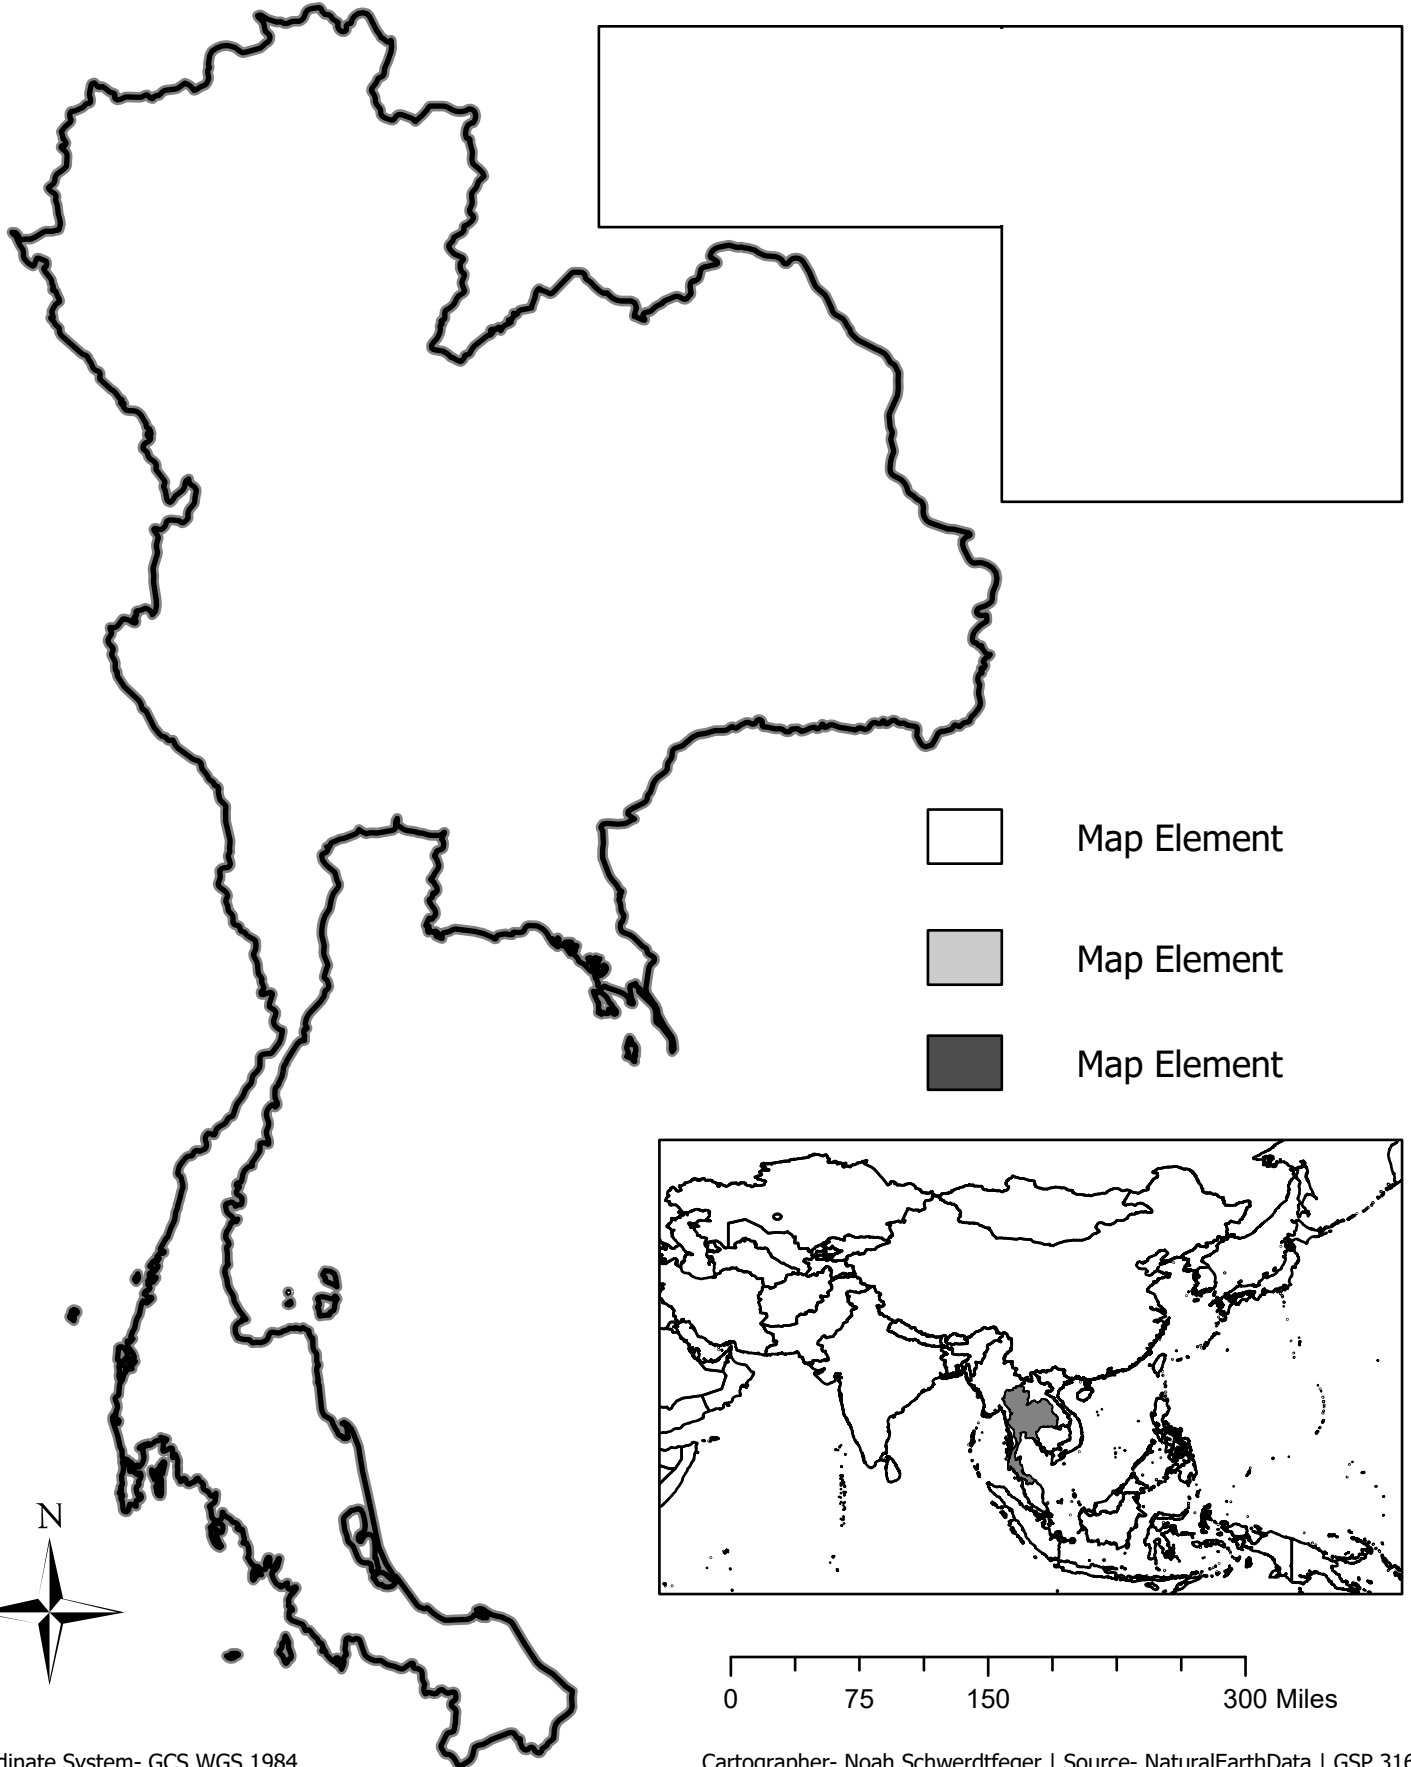 Map Element
Map Element
Map Element
N
0 75 150 300 Miles
dinate System- GCS WGS 1984
Cartographer- Noah Schwerdtfeger | Source- NaturalEarthData | GSP 316